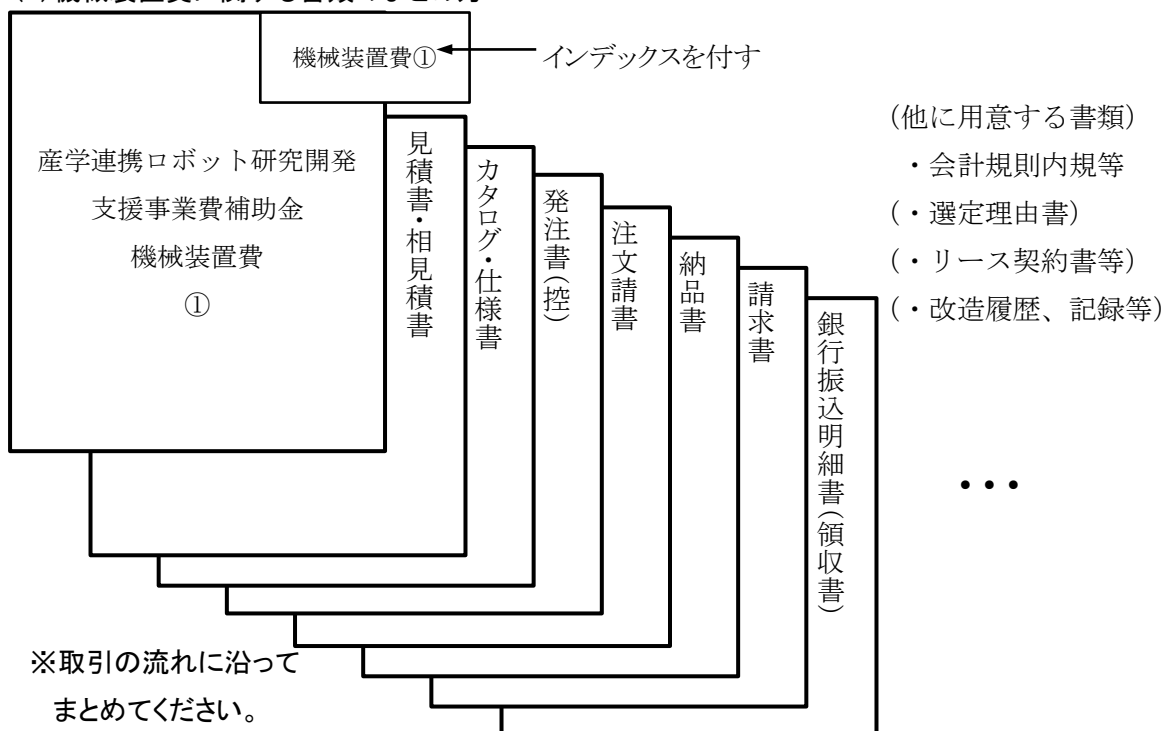 機械装置費①
インデックスを付す
産学連携ロボット研究開発
支援事業費補助金
機械装置費
①
見積書・相見積書
カタログ・仕様書
発注書(控)
注文請書
納品書
請求書
銀行振込明細書(領収書)
(他に用意する書類)
・会計規則内規等
(・選定理由書)
(・リース契約書等)
(・改造履歴、記録等)
・・・
※取引の流れに沿って
まとめてください。